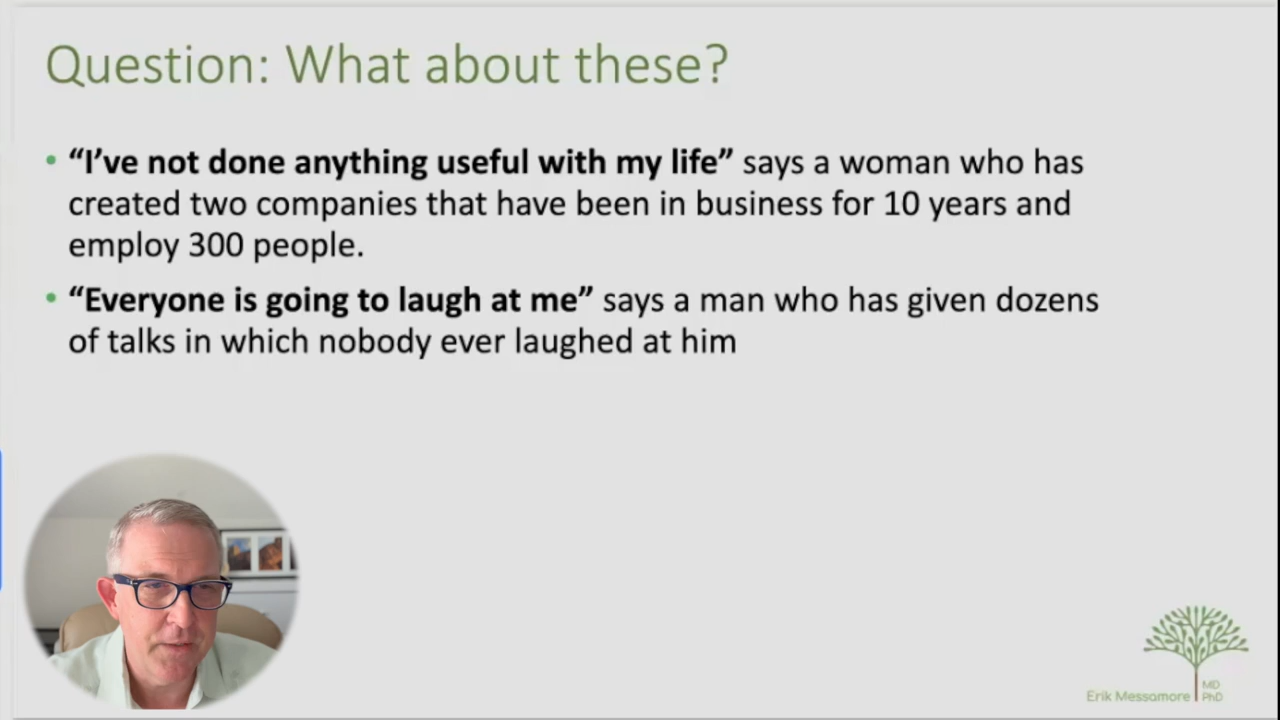 Question: What about these?
• “I’ve not done anything useful with my life” says a woman who has
created two companies that have been in business for 10 years and
employ 300 people.
• “Everyone is going to laugh at me” says a man who has given dozens
of talks in which nobody ever laughed at him
Erik Messamore
MD
PhD